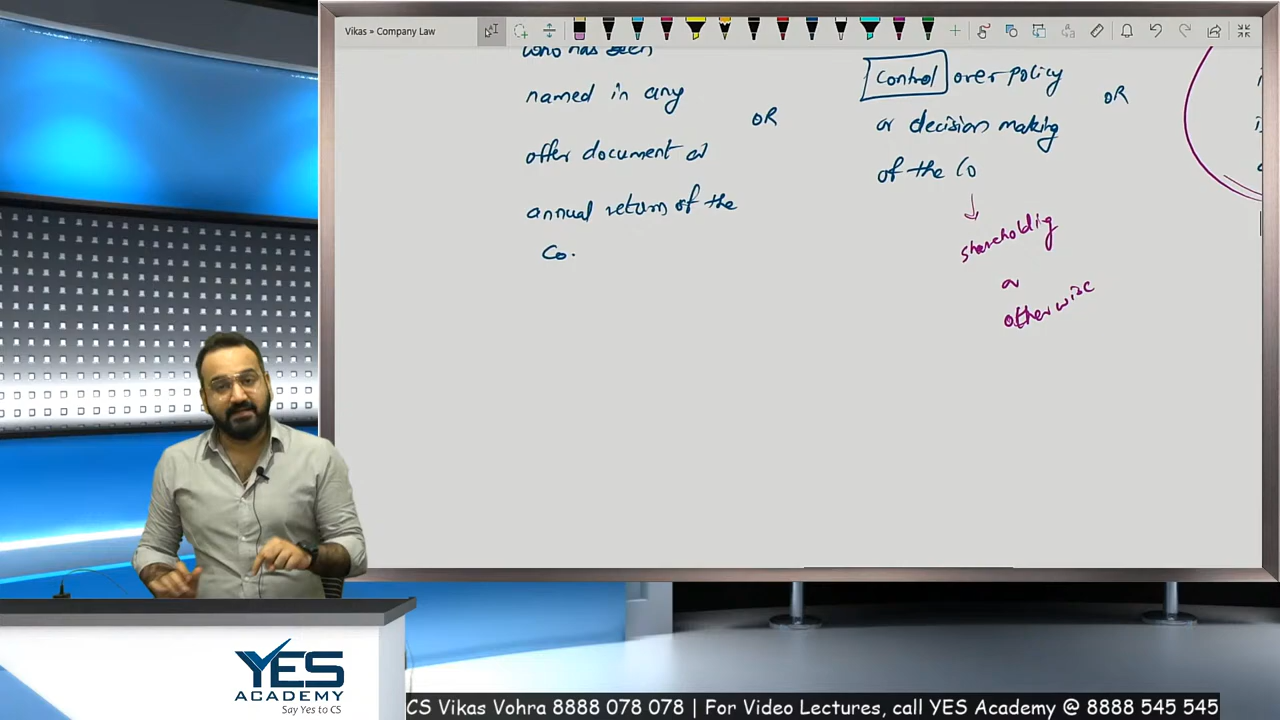 Vikas » Company Law
who has been
named in any
offer document or
annual return of the
Co.
OR
Control over policy
or decision making
of the Co
shareholding
or
otherwise
OR
YES
ACADEMY
Say Yes to CS
CS Vikas Vohra 8888 078 078 | For Video Lectures, call YES Academy @ 8888 545 545